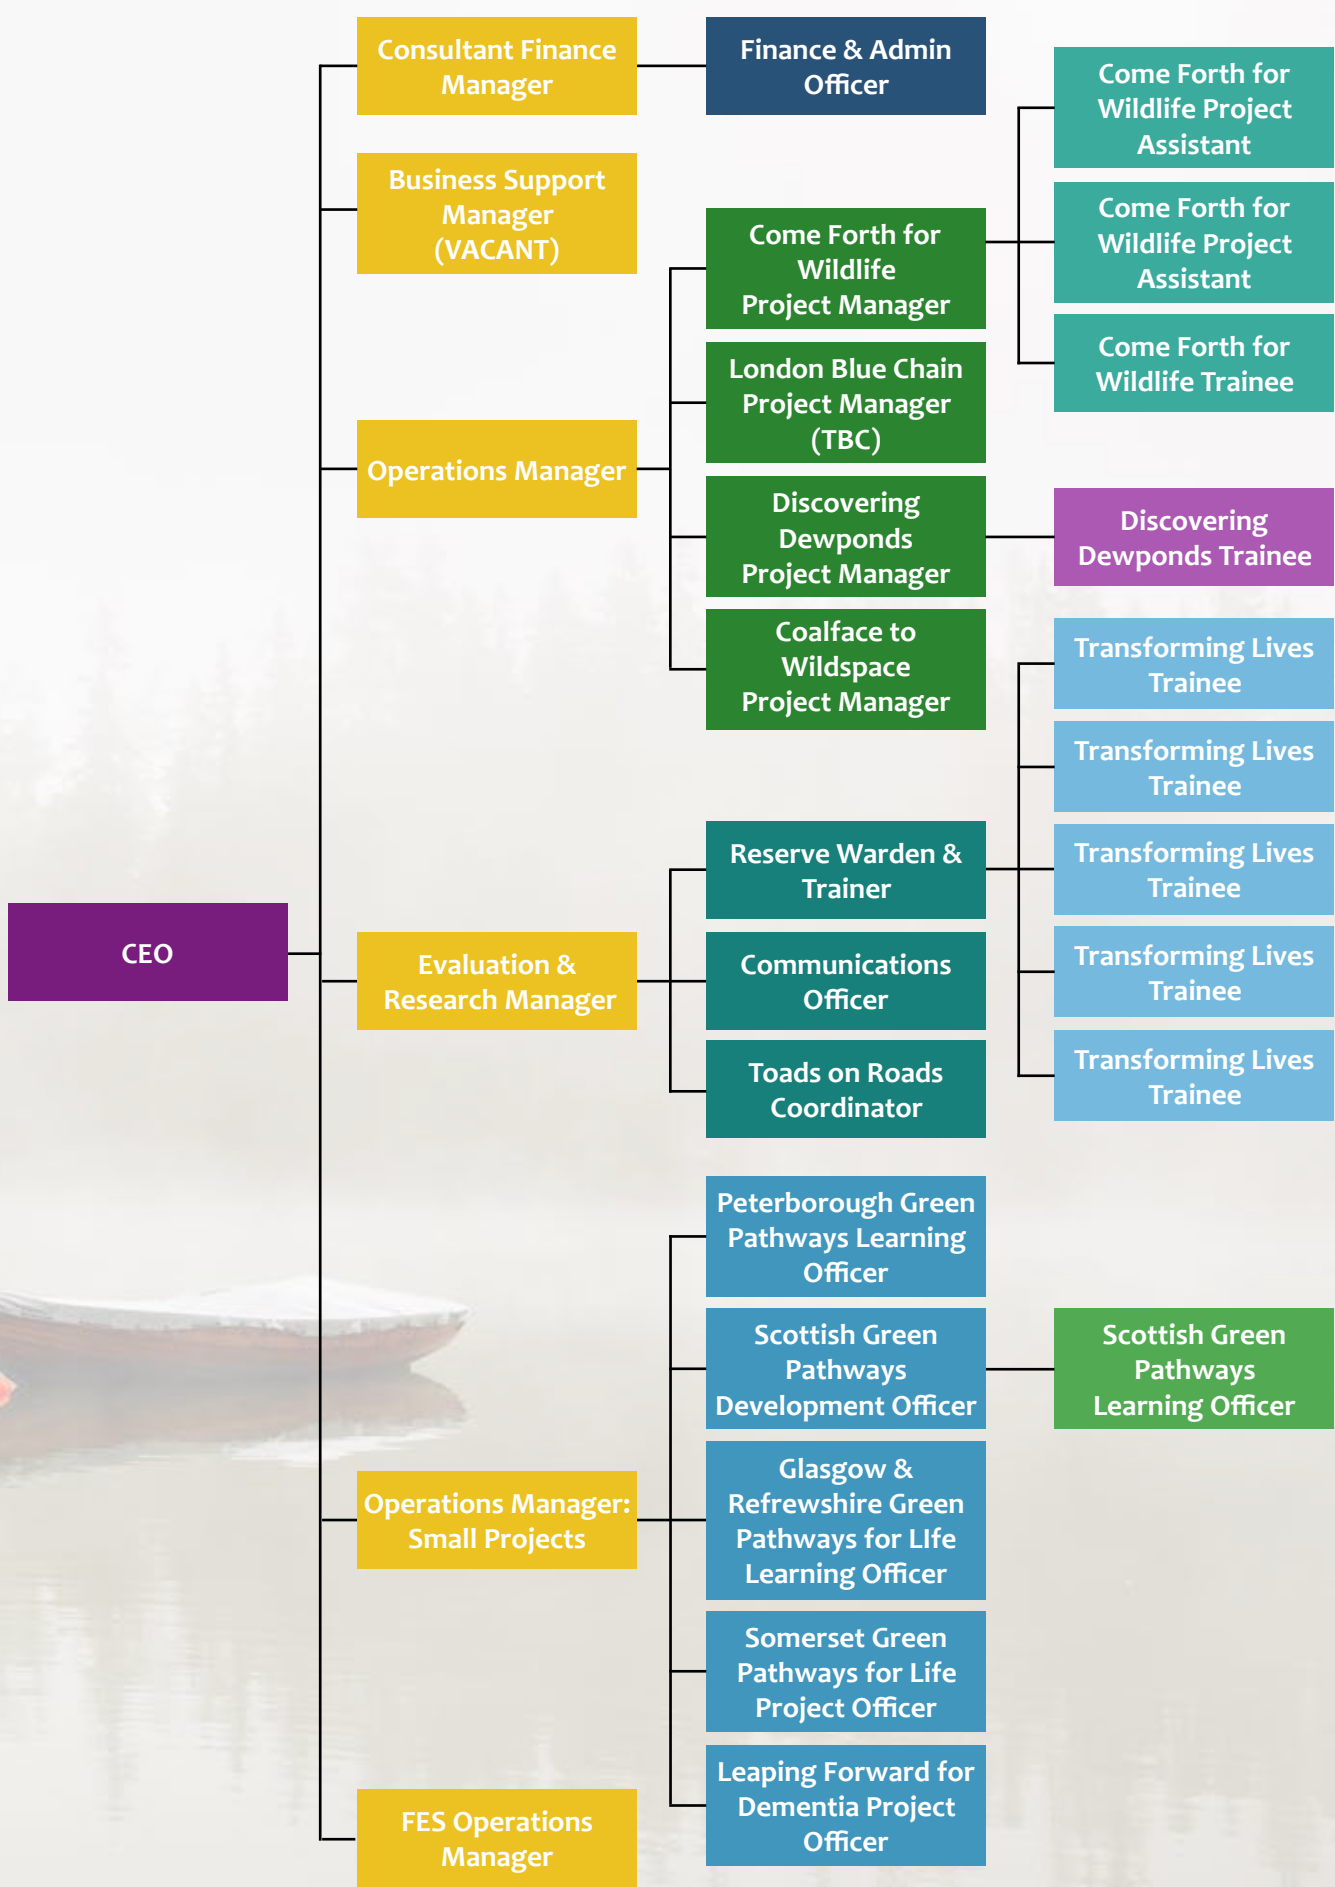 Consultant Finance
Manager
Finance & Admin
Officer
Come Forth for
Wildlife Project
Assistant
Business Support
Manager
(VACANT)
Come Forth for
Wildlife
Project Manager
Come Forth for
Wildlife Project
Assistant
Come Forth for
Wildlife Trainee
London Blue Chain
Project Manager
(TBC)
Operations Manager
Discovering
Dewponds
Project Manager
Discovering
Dewponds Trainee
Coalface to
Wildspace
Project Manager
Transforming Lives
Trainee
Transforming Lives
Trainee
Reserve Warden &
Trainer
Transforming Lives
Trainee
CEO
Evaluation &
Research Manager
Communications
Officer
Transforming Lives
Trainee
Toads on Roads
Coordinator
Transforming Lives
Trainee
Peterborough Green
Pathways Learning
Officer
Scottish Green
Pathways
Development Officer
Scottish Green
Pathways
Learning Officer
Operations Manager:
Small Projects
Glasgow &
Refrewshire Green
Pathways for LIfe
Learning Officer
Somerset Green
Pathways for Life
Project Officer
Leaping Forward for
Dementia Project
Officer
FES Operations
Manager